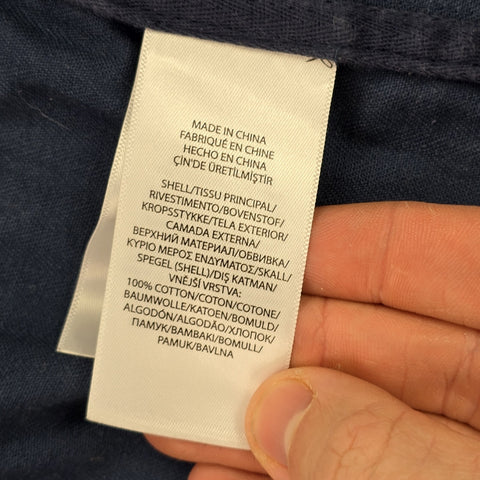 MADE IN CHINA
FABRIQUÉ EN CHINE
HECHO EN CHINA
ÇİN'DE ÜRETİLMİŞTİR
SHELL/TISSU PRINCIPAL/
RIVESTIMENTO/BOVENSTOF/
KROPSSTYKKE/TELA EXTERIOR/
CAMADA EXTERNA/
ВЕРХНИЙ МАТЕРИАЛ/ОБВИВКА/
ΚΥΡΙΟ ΜΕΡΟΣ ΕΝΔΥΜΑΤΟΣ/SKALL/
SPEGEL (SHELL)/DIŞ KATMAN/
VNĚJŠÍ VRSTVA:
100% COTTON/COTON/COTONE/
BAUMWOLLE/KATOEN/BOMULD/
ALGODÓN/ALGODÃO/ХЛОПОК/
ПАМУК/ΒΑΜΒΑΚΙ/BOMULL/
PAMUK/BAVLNA